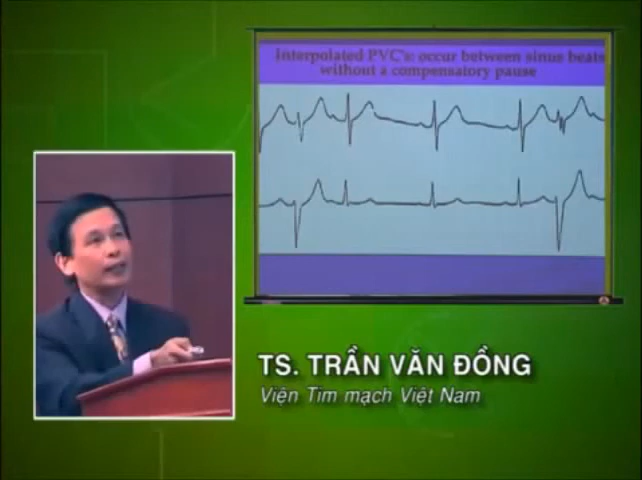 Interpolated PVC's: occur between sinus beats
without a compensatory pause
TS. TRẦN VĂN ĐỒNG
Viện Tim mạch Việt Nam